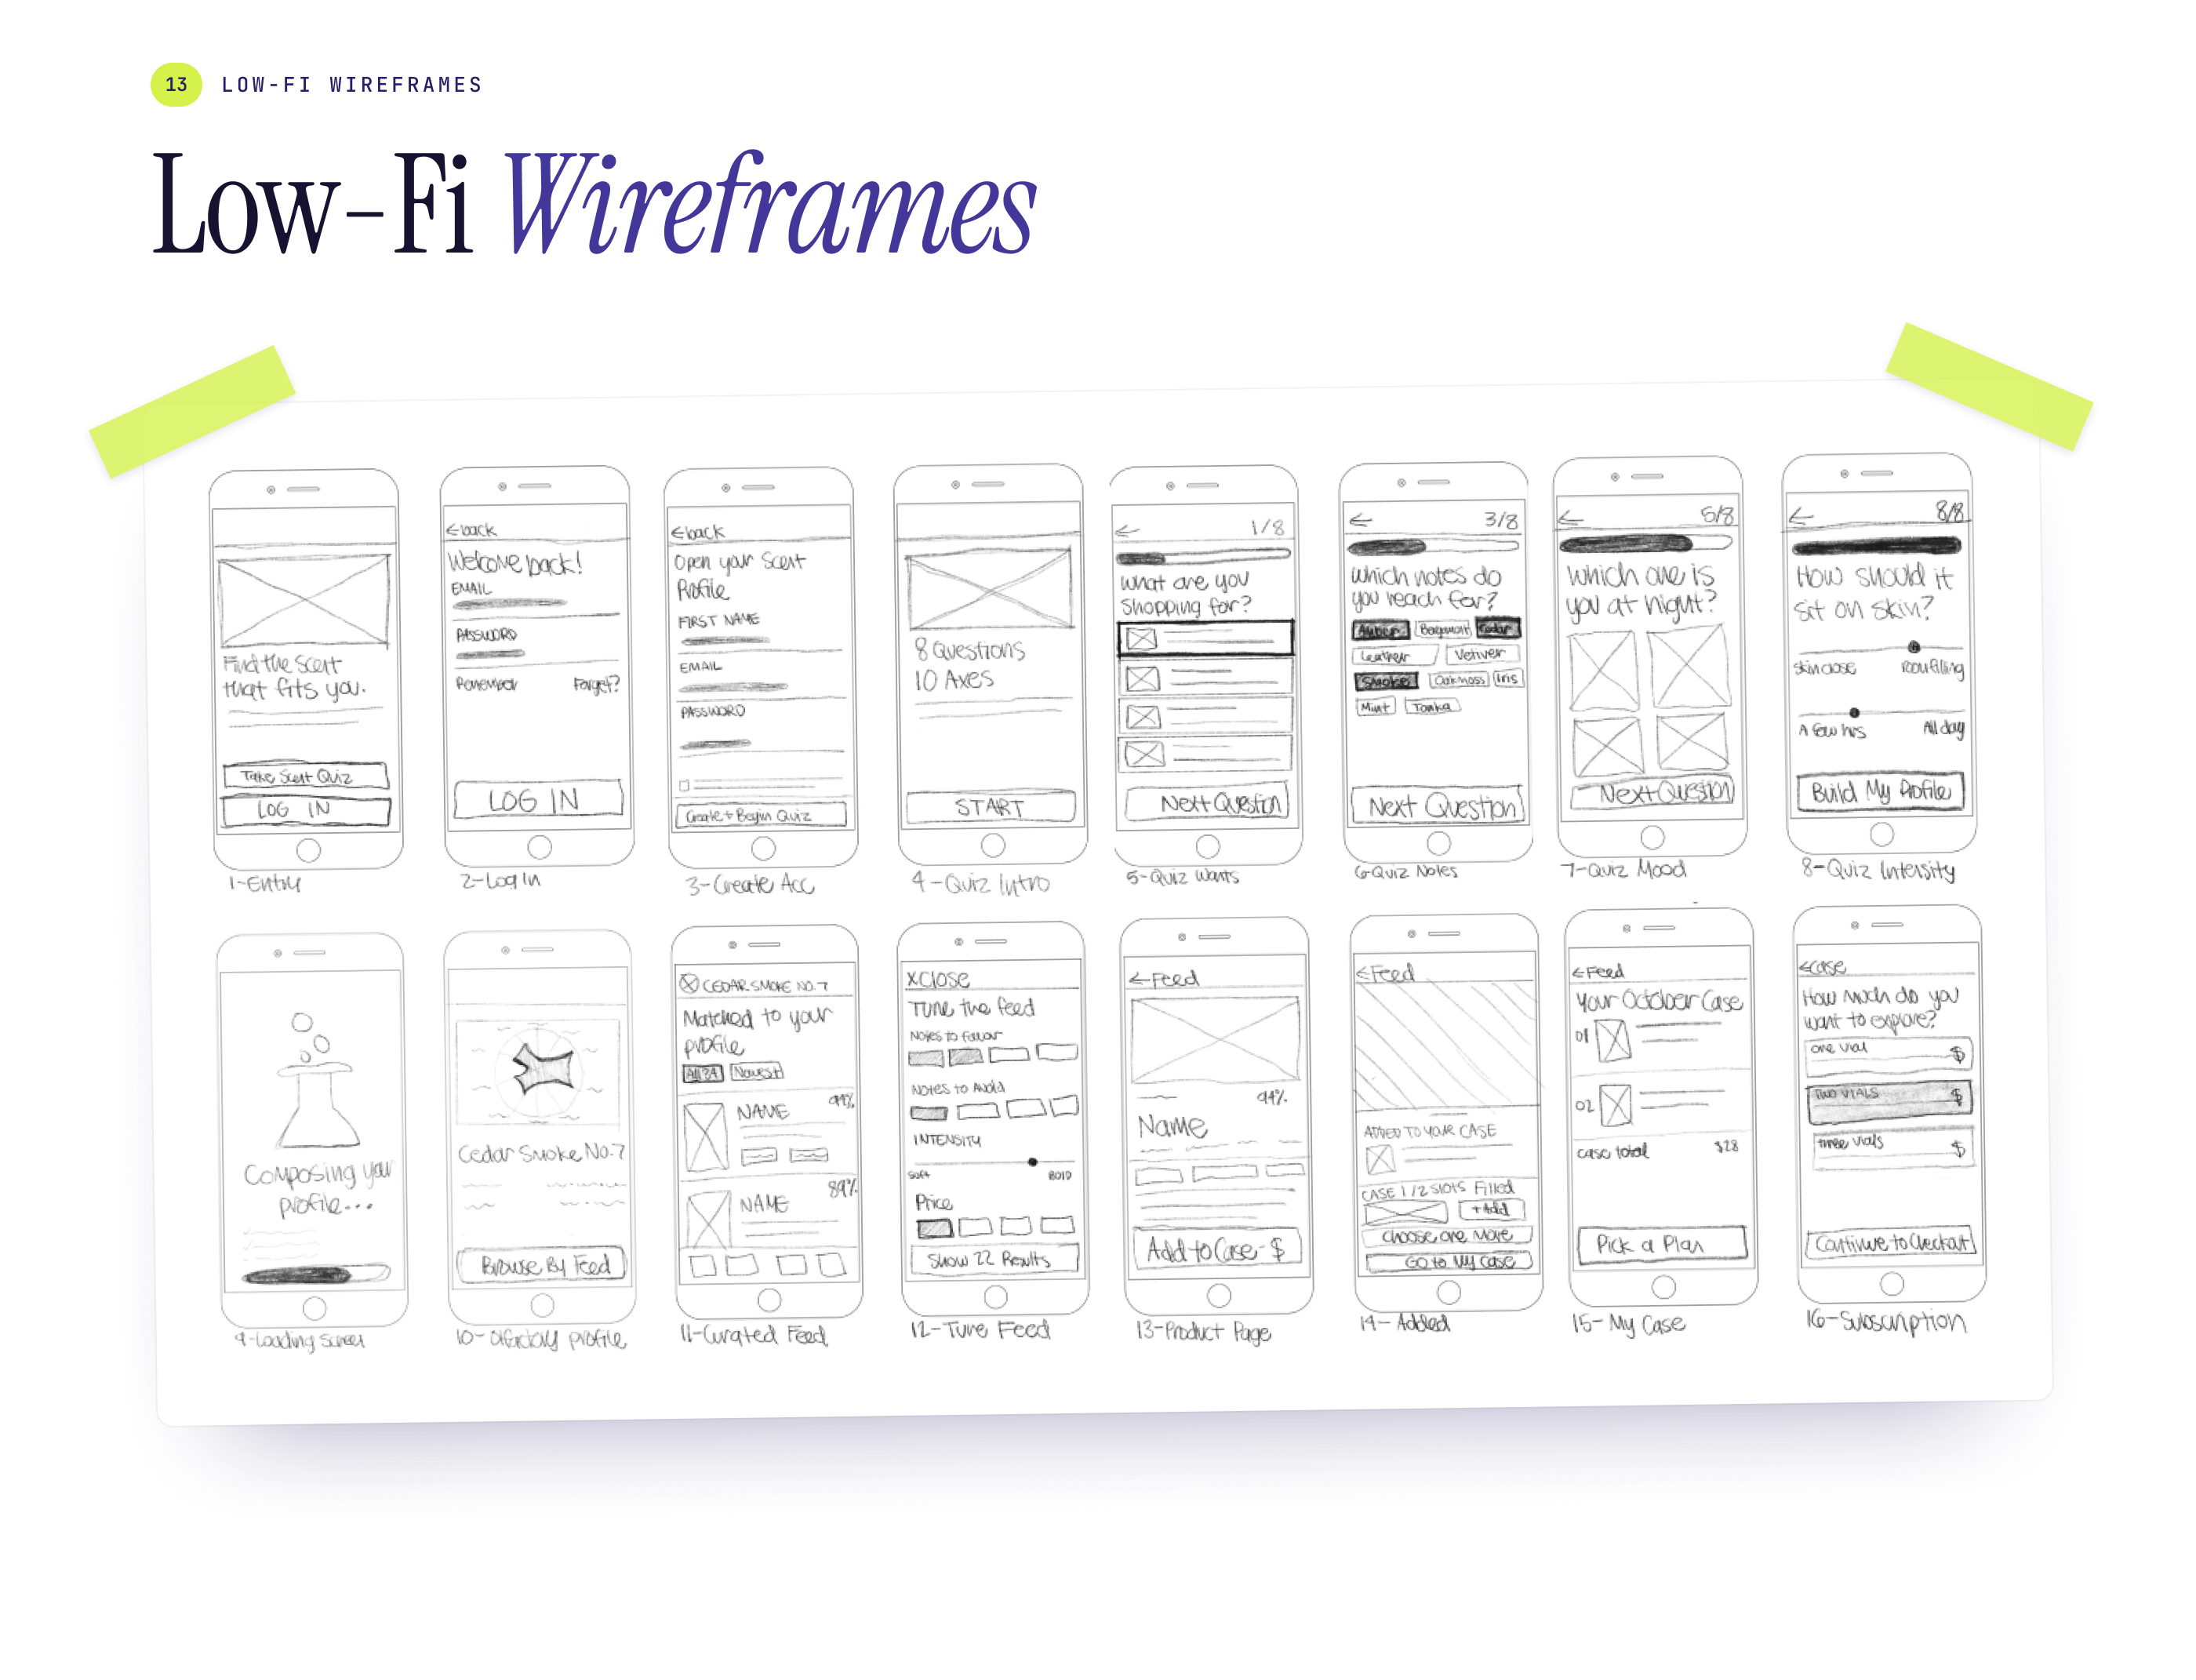 13 LOW-FI WIREFRAMES
Low-Fi Wireframes
Find the Scent
that fits you.
Take Scent Quiz
LOG IN
1-Entry
←back
Welcome back!
EMAIL
PASSWORD
Remember Forget?
LOG IN
2-Log In
←back
Open your Scent
Profile
FIRST NAME
EMAIL
PASSWORD
Create + Begin Quiz
3-Create Acc
8 Questions
10 Axes
START
4-Quiz Intro
← 1/8
What are you
Shopping for?
Next Question
5-Quiz Wants
← 3/8
Which notes do
you reach for?
Amber Bergamot Cedar
Leather Vetiver
Smoke Oakmoss Iris
Mint Tonka
Next Question
6-Quiz Notes
← 5/8
Which one is
you at night?
Next Question
7-Quiz Mood
← 8/8
How should it
sit on skin?
Skin close Room filling
A few hrs All day
Build My Profile
8-Quiz Intensity
Composing your
profile...
9-Loading Screen
Cedar Smoke No.7
Browse By Feed
10-Olfactory profile
CEDAR SMOKE NO.7
Matched to your
profile
All 24 Newest
NAME 94%
NAME 89%
11-Curated Feed
X Close
Tune the feed
Notes to Favor
Notes to Avoid
INTENSITY
Soft BOLD
Price
Show 22 Results
12-Tune Feed
←Feed
94%
Name
Add to Case-$
13-Product Page
←Feed
ADDED TO YOUR CASE
CASE 1/2 Slots Filled
+Add
Choose one More
Go to My Case
14-Added
←Feed
Your October Case
01
02
Case total $28
Pick a Plan
15-My Case
←Case
How much do you
want to explore?
one vial $
TWO VIALS $
three vials $
Continue to Checkout
16-Subscription